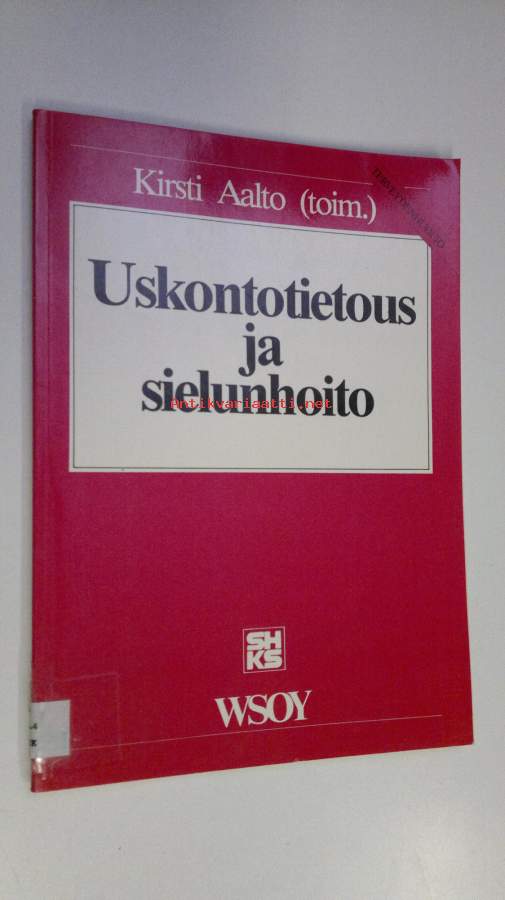 Kirsti Aalto (toim.)
Uskontotietous
ja
sielunhoito
Antikvariaatti.net
SH
KS
WSOY